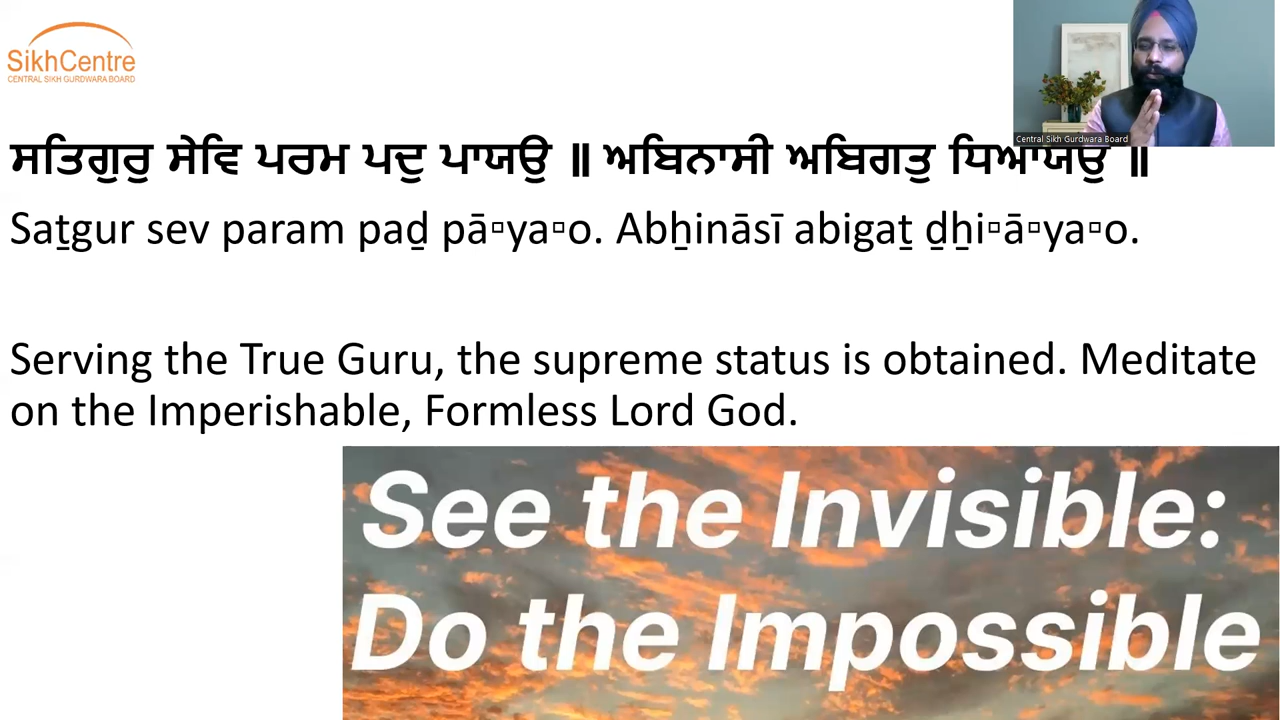 SikhCentre
CENTRAL SIKH GURDWARA BOARD
Central Sikh Gurdwara Board
ਸਤਿਗੁਰੁ ਸੇਵਿ ਪਰਮ ਪਦੁ ਪਾਯਉ ॥ ਅਬਿਨਾਸੀ ਅਬਿਗਤੁ ਧਿਆਯਉ ॥
Saṯgur sev param paḏ pā▫ya▫o. Abẖināsī abigaṯ ḏẖi▫ā▫ya▫o.
Serving the True Guru, the supreme status is obtained. Meditate
on the Imperishable, Formless Lord God.
See the Invisible:
Do the Impossible